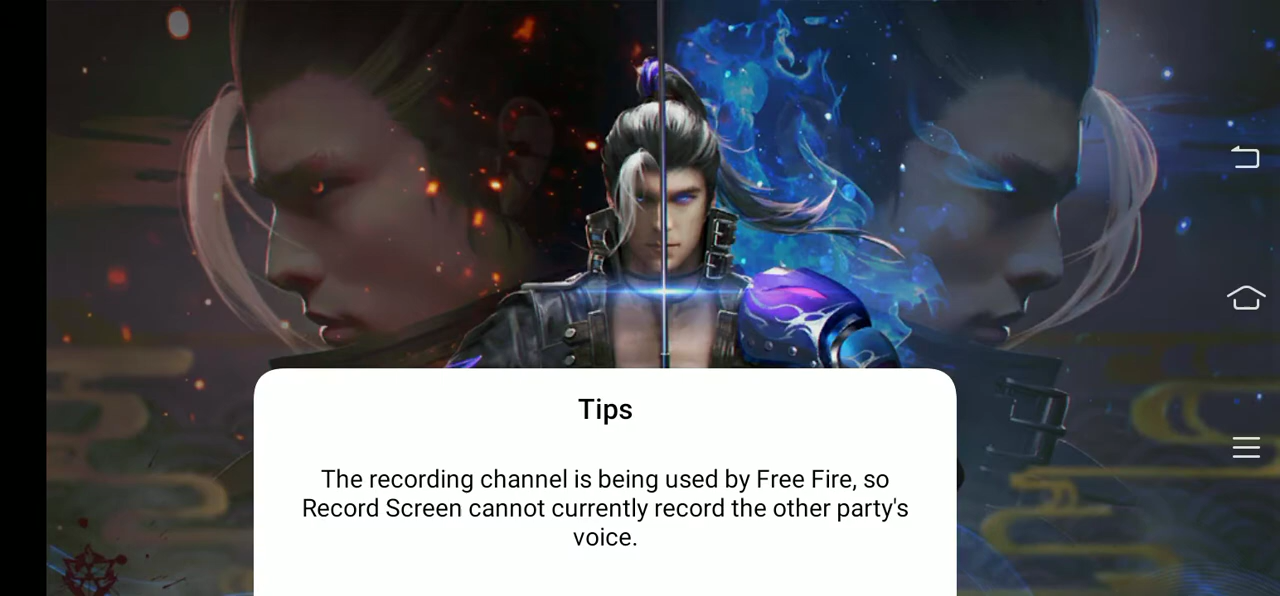 Tips
The recording channel is being used by Free Fire, so
Record Screen cannot currently record the other party's
voice.